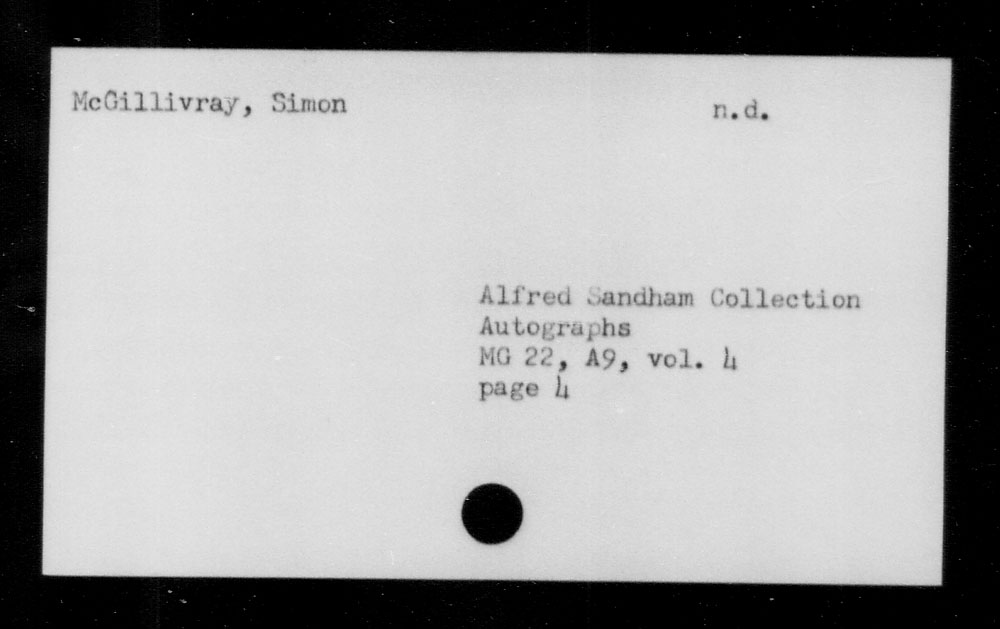 McGillivray, Simon n.d.
Alfred Sandham Collection
Autographs
MG 22, A9, vol. 4
page 4